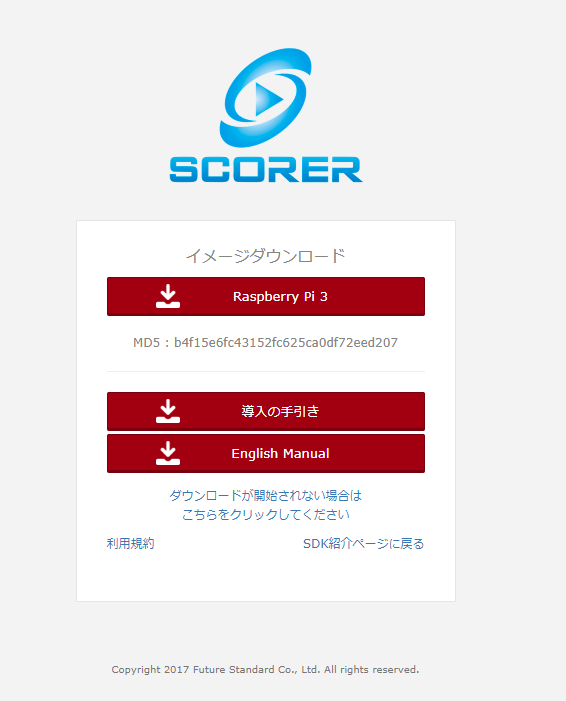 SCORER
イメージダウンロード
Raspberry Pi 3
MD5 : b4f15e6fc43152fc625ca0df72eed207
導入の手引き
English Manual
ダウンロードが開始されない場合は
こちらをクリックしてください
利用規約
SDK紹介ページに戻る
Copyright 2017 Future Standard Co., Ltd. All rights reserved.